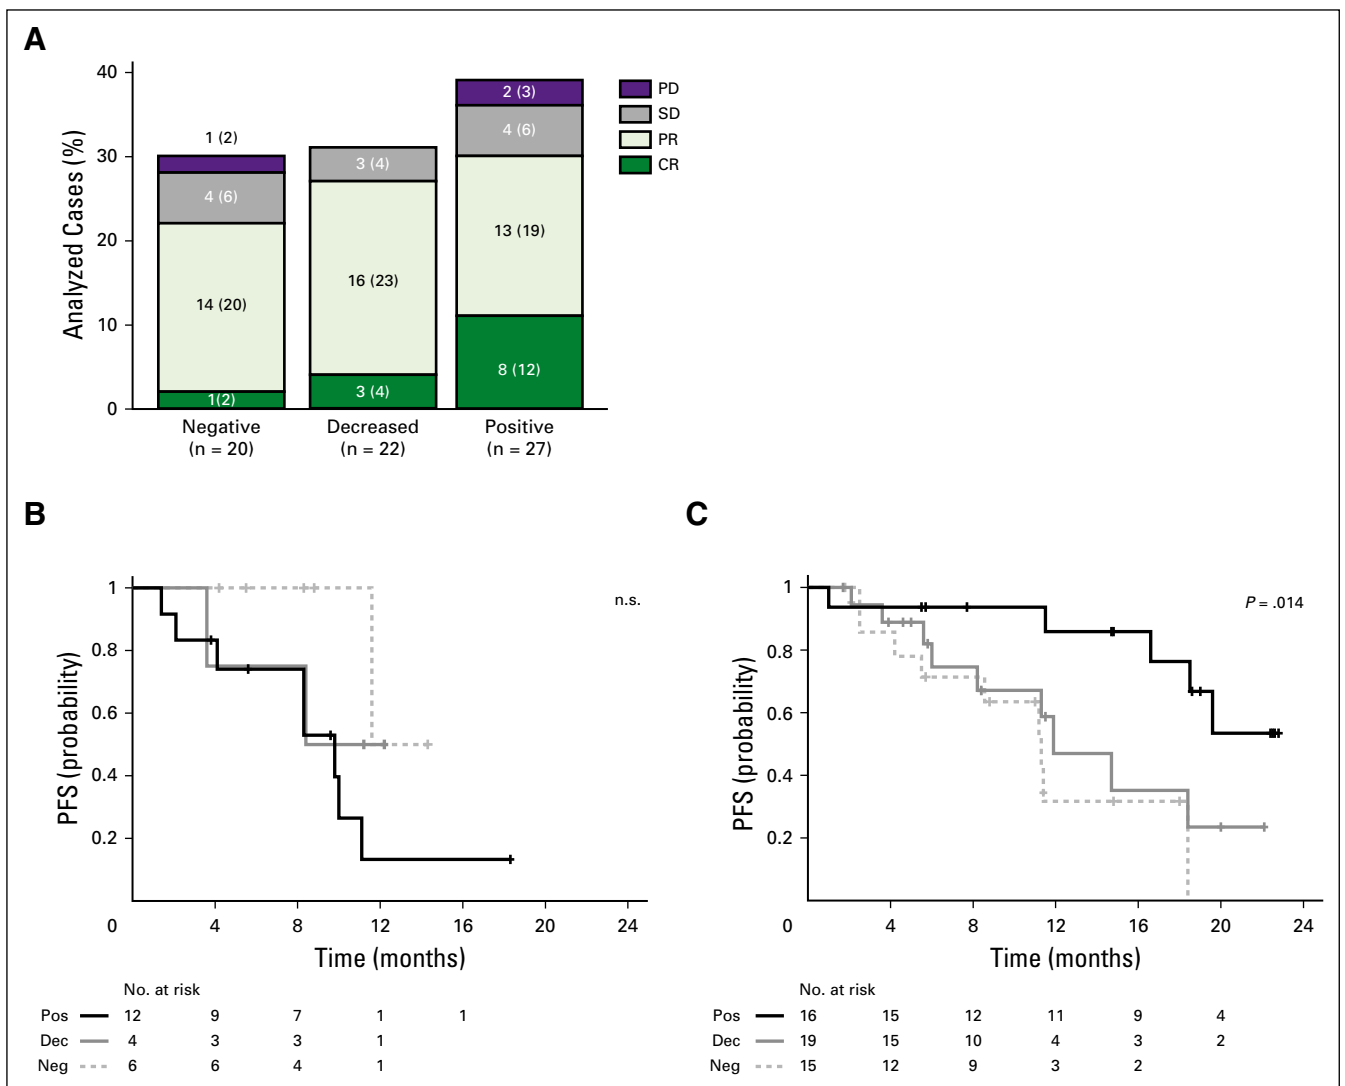 A
Analyzed Cases (%)
40
30
20
10
0
1 (2)
4 (6)
14 (20)
1(2)
3 (4)
16 (23)
3 (4)
2 (3)
4 (6)
13 (19)
8 (12)
Negative
(n = 20)
Decreased
(n = 22)
Positive
(n = 27)
PD
SD
PR
CR
B
PFS (probability)
1
0.8
0.6
0.4
0.2
n.s.
0 4 8 12 16 20 24
Time (months)
No. at risk
Pos 12 9 7 1 1
Dec 4 3 3 1
Neg 6 6 4 1
C
PFS (probability)
1
0.8
0.6
0.4
0.2
P = .014
0 4 8 12 16 20 24
Time (months)
No. at risk
Pos 16 15 12 11 9 4
Dec 19 15 10 4 3 2
Neg 15 12 9 3 2